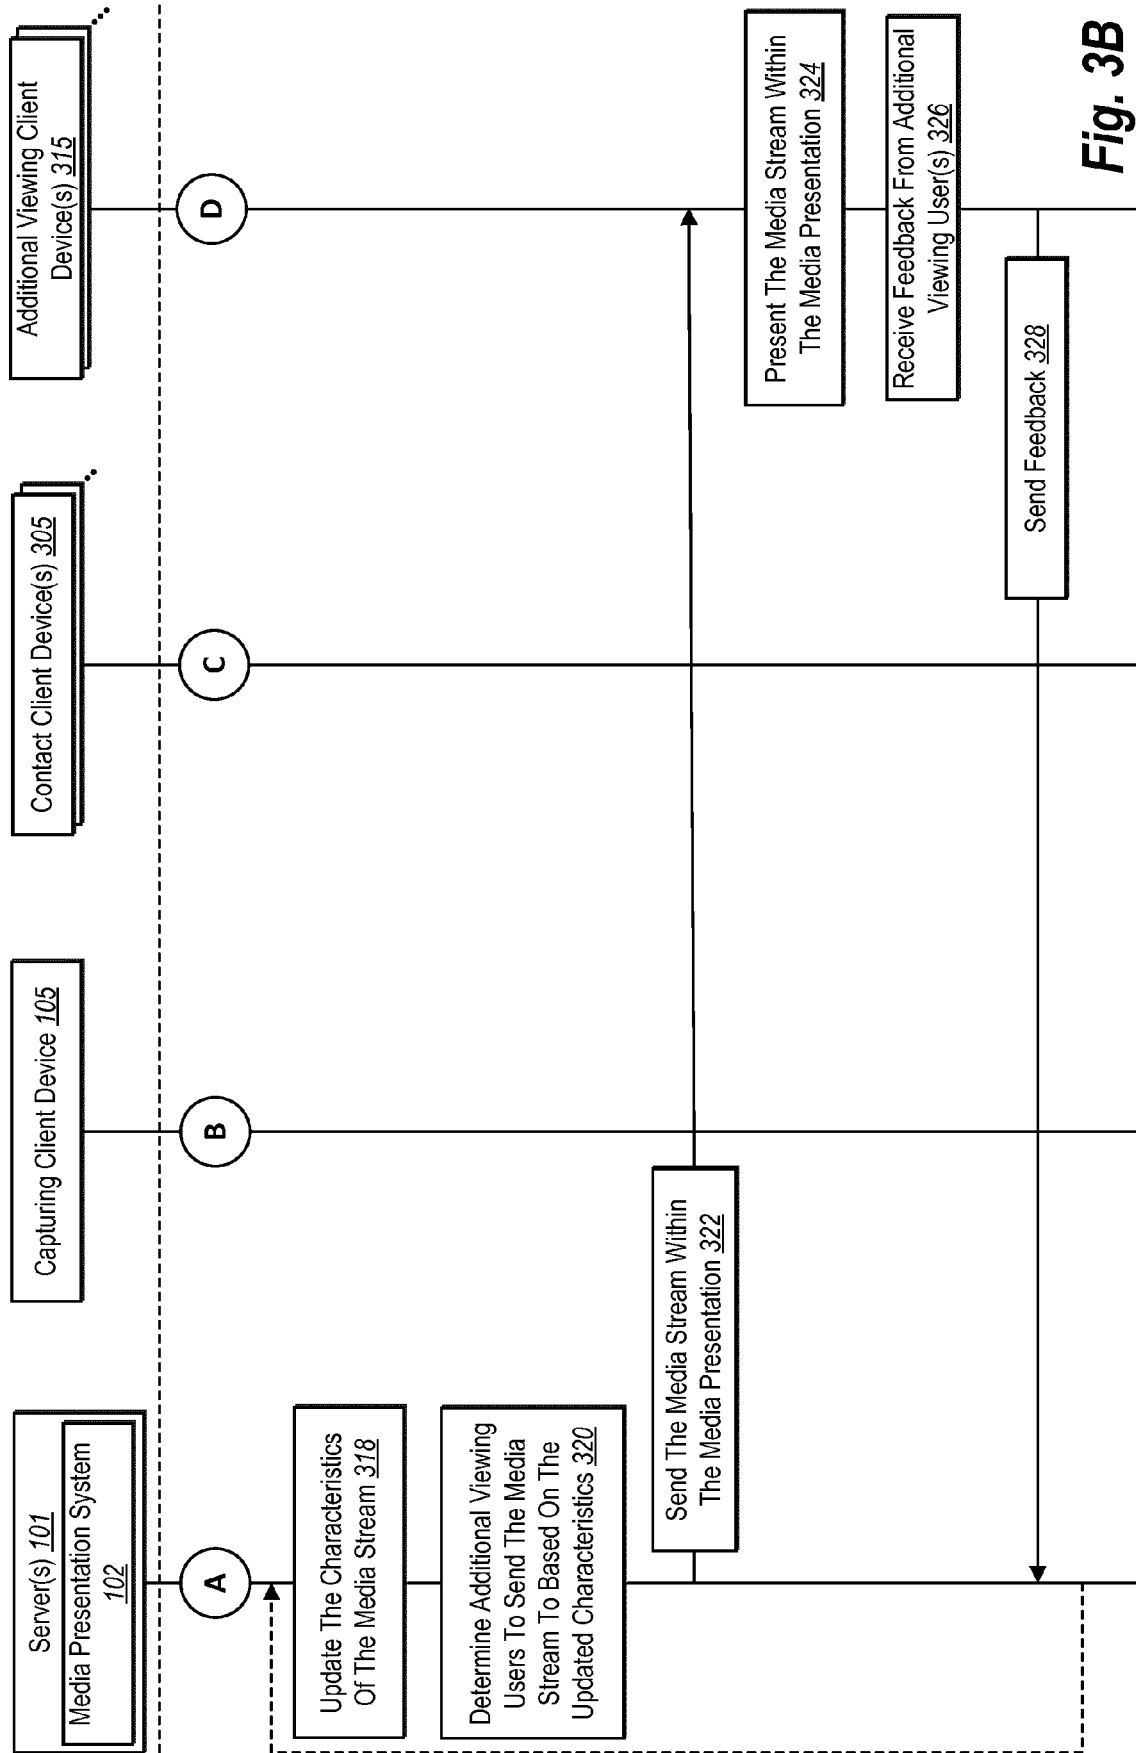 Server(s) 101
Media Presentation System
102
Capturing Client Device 105
Contact Client Device(s) 305
Additional Viewing Client
Device(s) 315
A
B
C
D
Update The Characteristics
Of The Media Stream 318
Determine Additional Viewing
Users To Send The Media
Stream To Based On The
Updated Characteristics 320
Send The Media Stream Within
The Media Presentation 322
Present The Media Stream Within
The Media Presentation 324
Receive Feedback From Additional
Viewing User(s) 326
Send Feedback 328
Fig. 3B